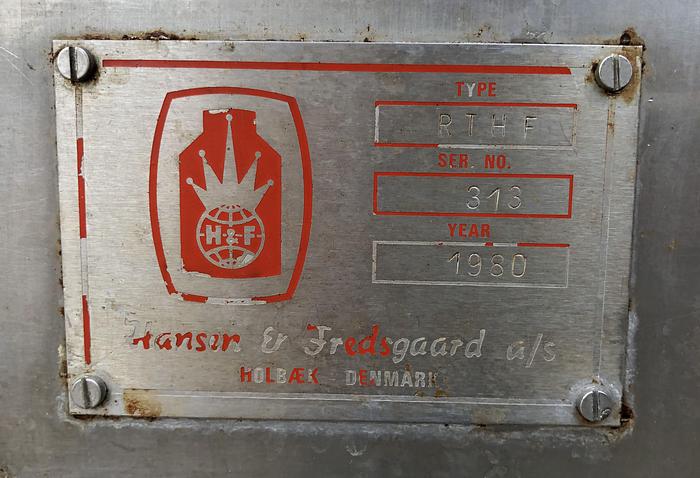 H&F
TYPE
RTHF
SER. NO.
313
YEAR
1980
Hansen & Fredsgaard a/s
HOLBÆK DENMARK